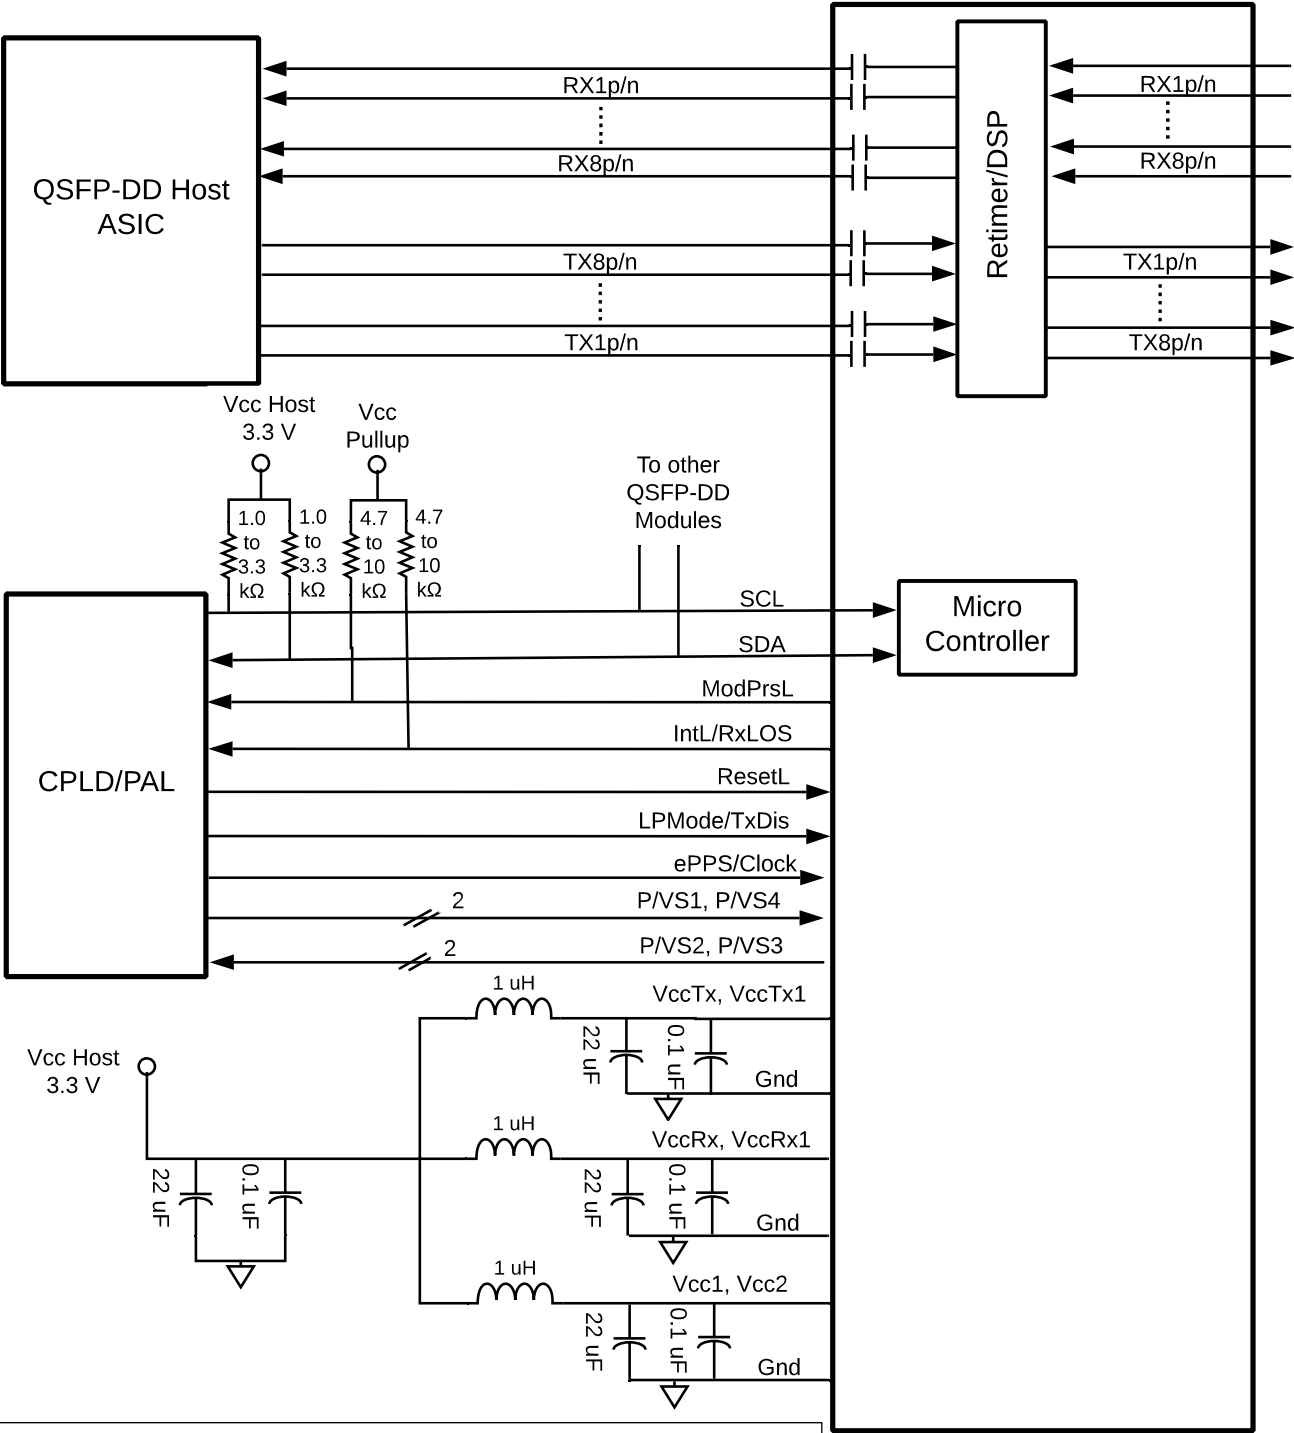 QSFP-DD Host
ASIC
RX1p/n
RX8p/n
TX8p/n
TX1p/n
Retimer/DSP
RX1p/n
RX8p/n
TX1p/n
TX8p/n
Vcc Host
3.3 V
Vcc
Pullup
To other
QSFP-DD
Modules
1.0
to
3.3
kΩ
1.0
to
3.3
kΩ
4.7
to
10
kΩ
4.7
to
10
kΩ
SCL
SDA
Micro
Controller
CPLD/PAL
ModPrsL
IntL/RxLOS
ResetL
LPMode/TxDis
ePPS/Clock
2
P/VS1, P/VS4
2
P/VS2, P/VS3
1 uH
VccTx, VccTx1
22 uF
0.1 uF
Gnd
Vcc Host
3.3 V
1 uH
VccRx, VccRx1
22 uF
0.1 uF
22 uF
0.1 uF
Gnd
1 uH
Vcc1, Vcc2
22 uF
0.1 uF
Gnd